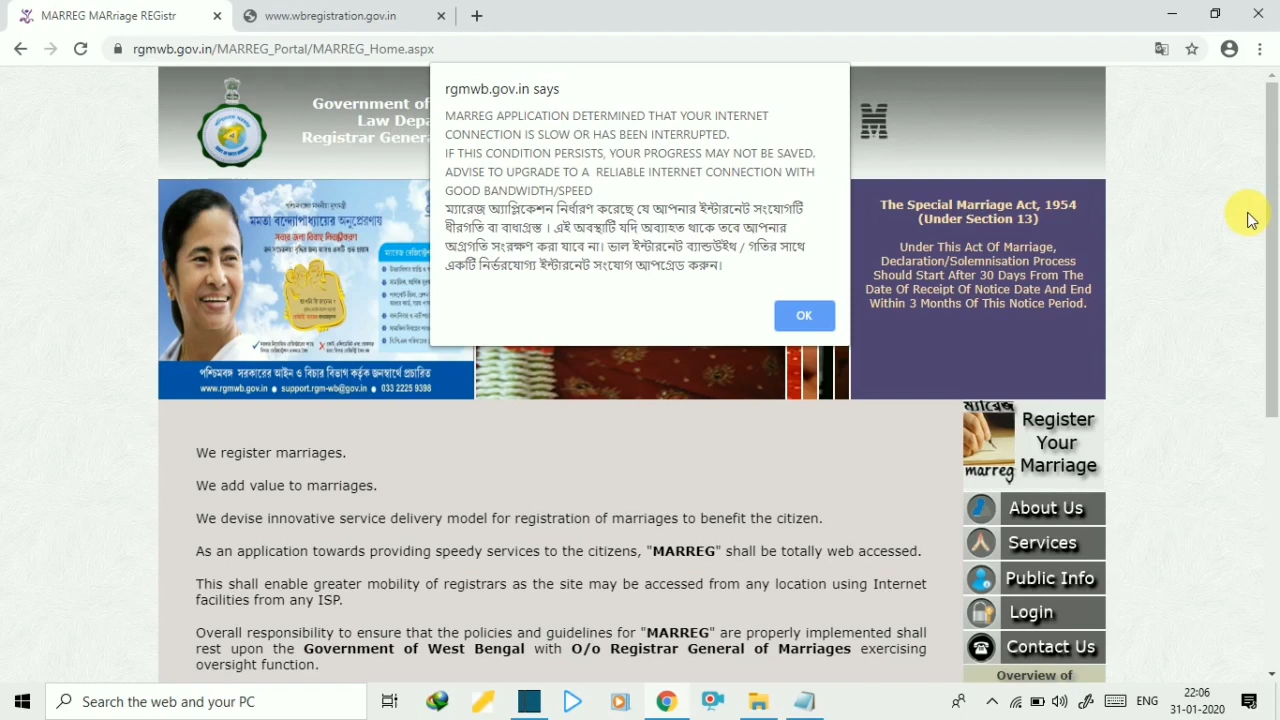 MARREG MARriage REGistr
www.wbregistration.gov.in
rgmwb.gov.in/MARREG_Portal/MARREG_Home.aspx
rgmwb.gov.in says
MARREG APPLICATION DETERMINED THAT YOUR INTERNET
CONNECTION IS SLOW OR HAS BEEN INTERRUPTED.
IF THIS CONDITION PERSISTS, YOUR PROGRESS MAY NOT BE SAVED.
ADVISE TO UPGRADE TO A RELIABLE INTERNET CONNECTION WITH
GOOD BANDWIDTH/SPEED
ম্যারেজ অ্যাপ্লিকেশন নির্ধারণ করেছে যে আপনার ইন্টারনেট সংযোগটি
ধীরগতি বা বাধাগ্রস্ত । এই অবস্থাটি যদি অব্যাহত থাকে তবে আপনার
অগ্রগতি সংরক্ষণ করা যাবে না। ভাল ইন্টারনেট ব্যান্ডউইথ / গতির সাথে
একটি নির্ভরযোগ্য ইন্টারনেট সংযোগ আপগ্রেড করুন।
OK
Government of
Law Depa
Registrar Genera
মমতা বন্দ্যোপাধ্যায়ের অনুপ্রেরণায়
পশ্চিমবঙ্গ সরকারের আইন ও বিচার বিভাগ কর্তৃক জনস্বার্থে প্রচারিত
www.rgmwb.gov.in ● support.rgm-wb@gov.in ● 033 2225 9398
The Special Marriage Act, 1954
(Under Section 13)
Under This Act Of Marriage,
Declaration/Solemnisation Process
Should Start After 30 Days From The
Date Of Receipt Of Notice Date And End
Within 3 Months Of This Notice Period.
We register marriages.
We add value to marriages.
We devise innovative service delivery model for registration of marriages to benefit the citizen.
As an application towards providing speedy services to the citizens, "MARREG" shall be totally web accessed.
This shall enable greater mobility of registrars as the site may be accessed from any location using Internet
facilities from any ISP.
Overall responsibility to ensure that the policies and guidelines for "MARREG" are properly implemented shall
rest upon the Government of West Bengal with O/o Registrar General of Marriages exercising
oversight function.
ম্যারেজ
marreg
Register
Your
Marriage
About Us
Services
Public Info
Login
Contact Us
Overview of
Search the web and your PC
ENG
22:06
31-01-2020